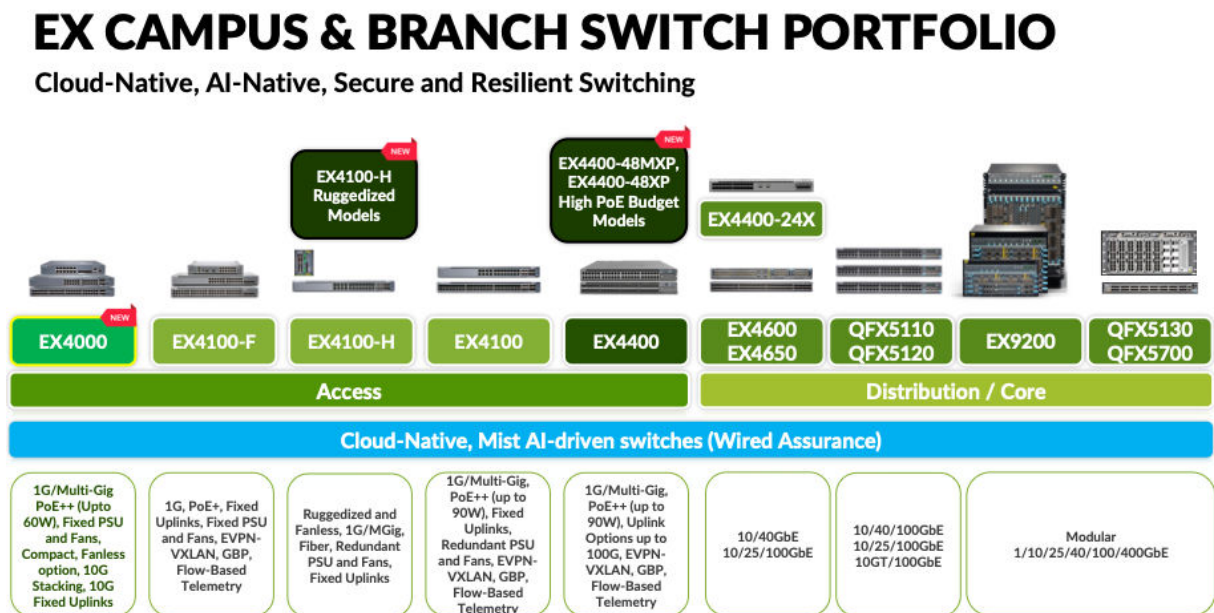 EX CAMPUS & BRANCH SWITCH PORTFOLIO
Cloud-Native, AI-Native, Secure and Resilient Switching
NEW
EX4100-H
Ruggedized
Models
NEW
EX4400-48MXP,
EX4400-48XP
High PoE Budget
Models
EX4400-24X
NEW
EX4000
EX4100-F
EX4100-H
EX4100
EX4400
EX4600
EX4650
QFX5110
QFX5120
EX9200
QFX5130
QFX5700
Access
Distribution / Core
Cloud-Native, Mist AI-driven switches (Wired Assurance)
1G/Multi-Gig
PoE++ (Upto
60W), Fixed PSU
and Fans,
Compact, Fanless
option, 10G
Stacking, 10G
Fixed Uplinks
1G, PoE+, Fixed
Uplinks, Fixed PSU
and Fans, EVPN-
VXLAN, GBP,
Flow-Based
Telemetry
Ruggedized and
Fanless, 1G/MGig,
Fiber, Redundant
PSU and Fans,
Fixed Uplinks
1G/Multi-Gig,
PoE++ (up to
90W), Fixed
Uplinks,
Redundant PSU
and Fans, EVPN-
VXLAN, GBP,
Flow-Based
Telemetry
1G/Multi-Gig,
PoE++ (up to
90W), Uplink
Options up to
100G, EVPN-
VXLAN, GBP,
Flow-Based
Telemetry
10/40GbE
10/25/100GbE
10/40/100GbE
10/25/100GbE
10GT/100GbE
Modular
1/10/25/40/100/400GbE